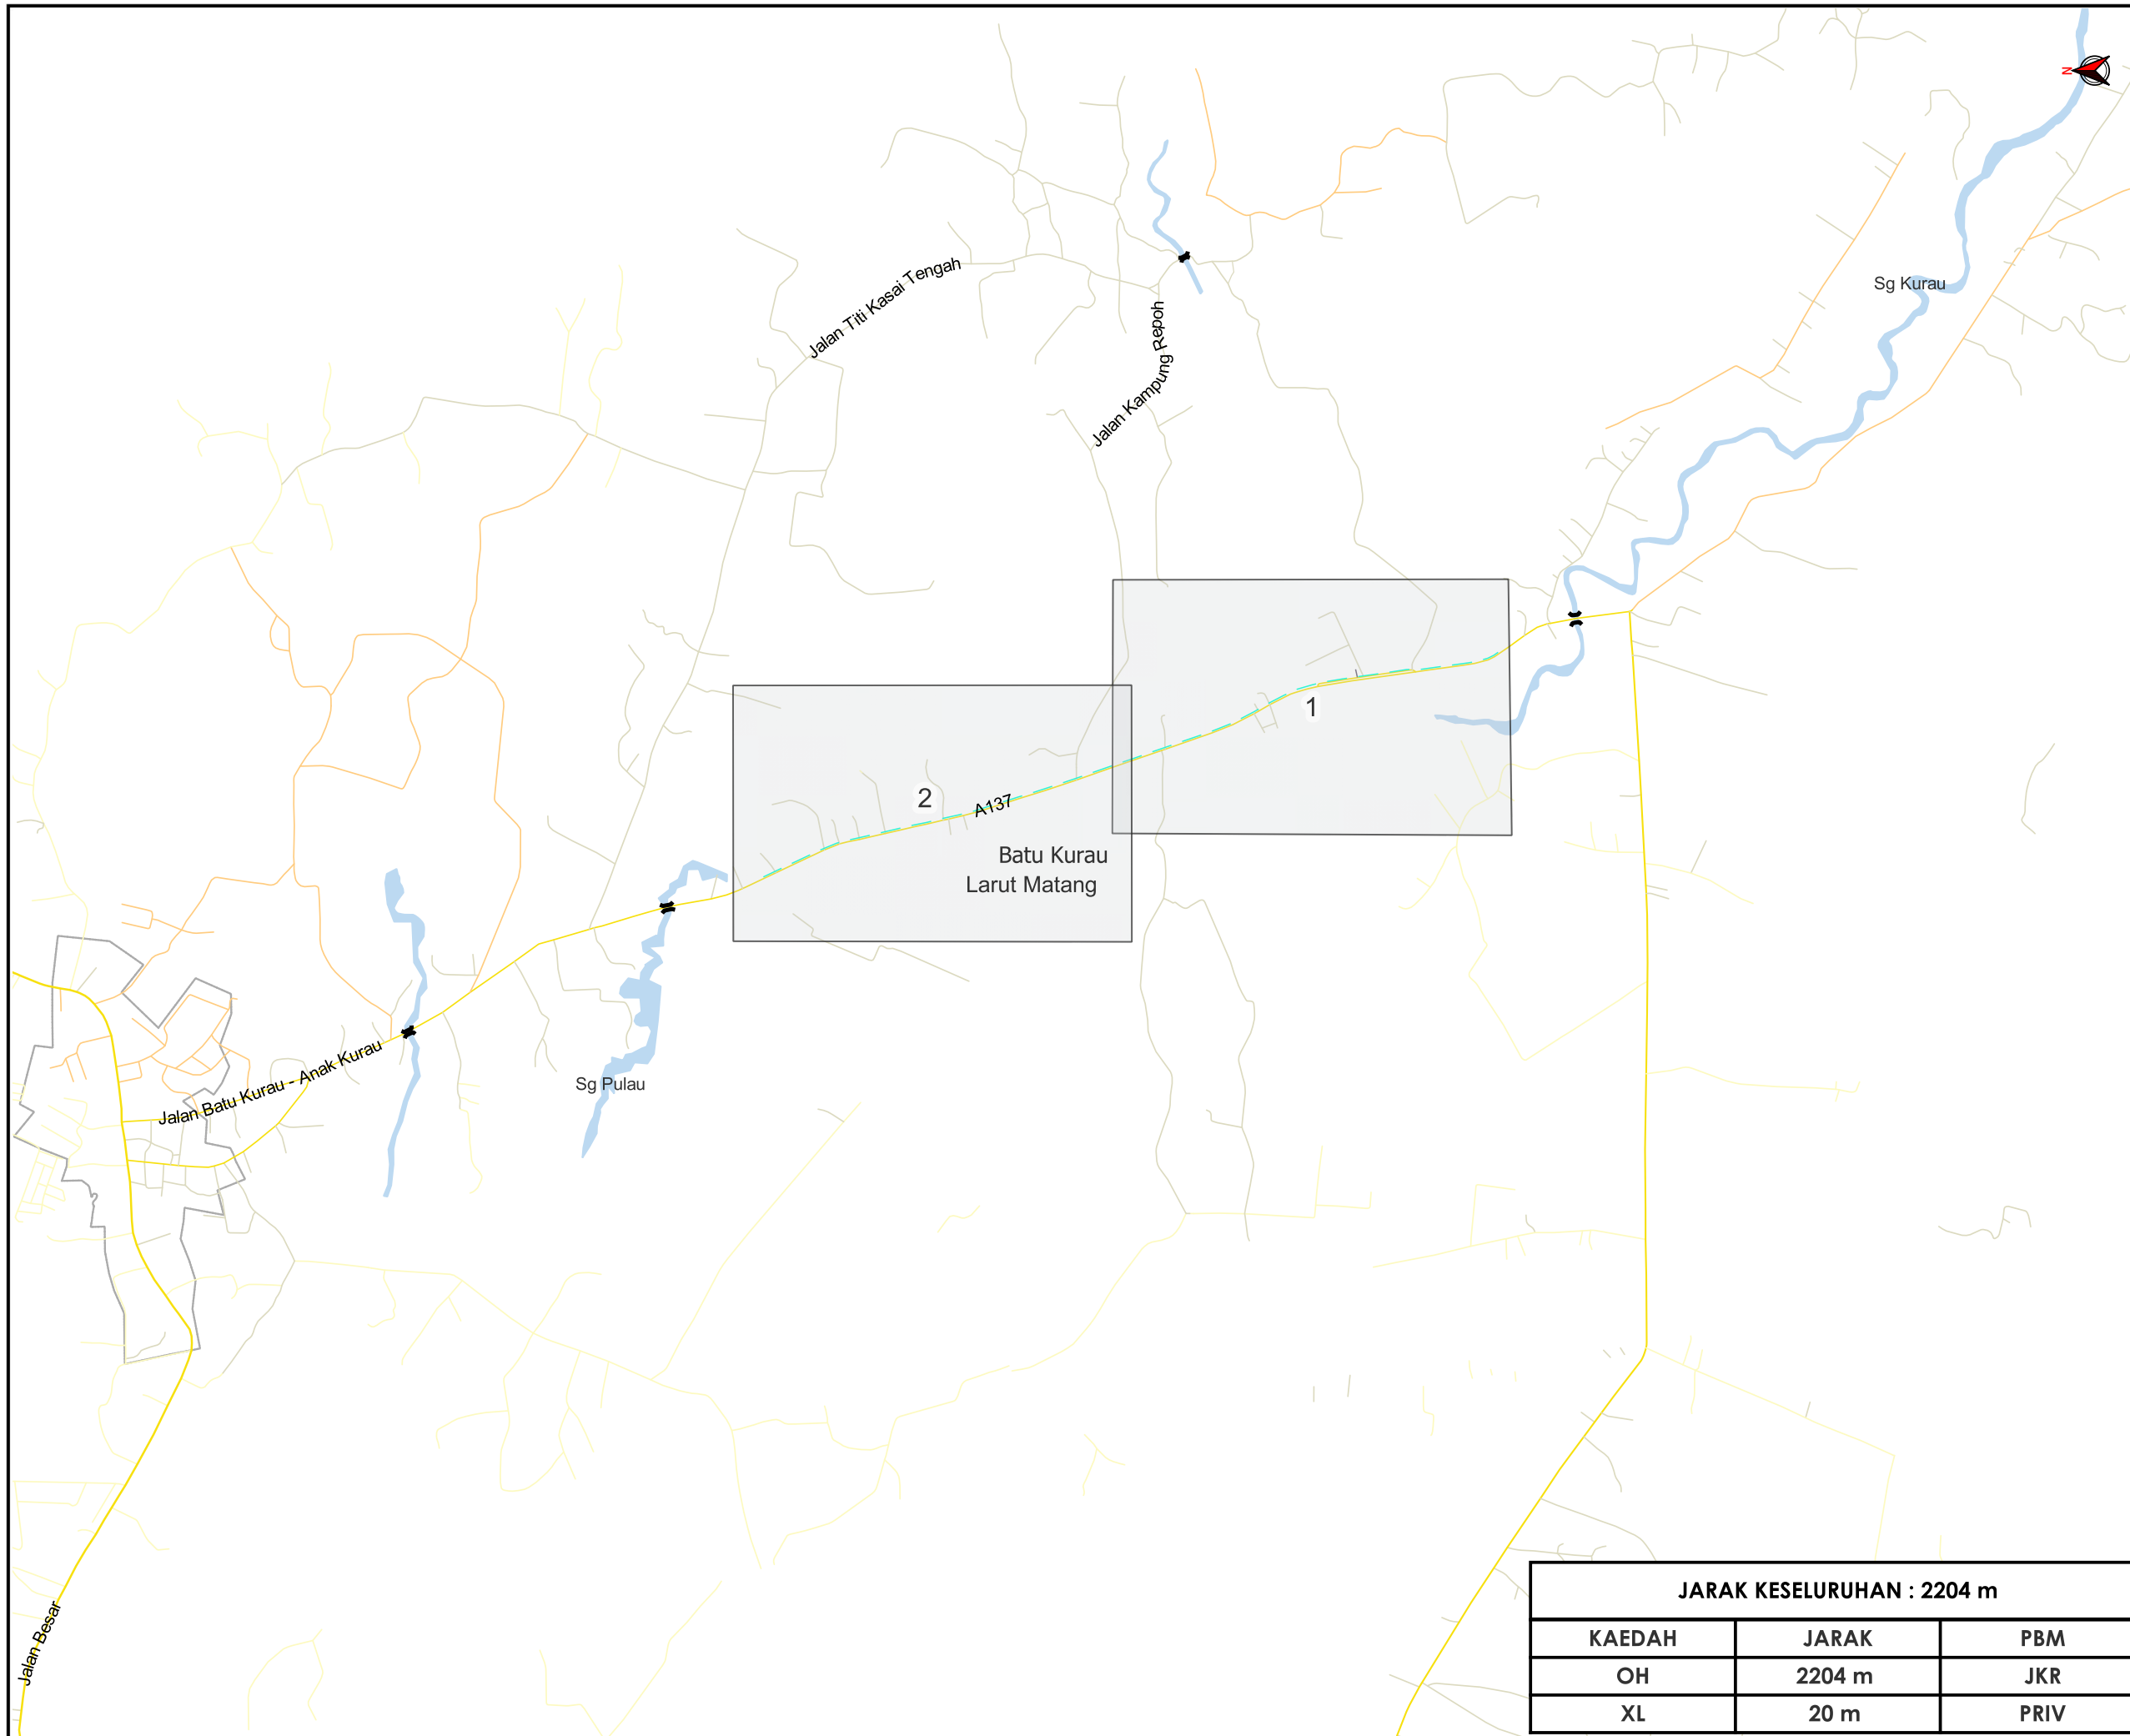 N
Sg Kurau
Jalan Titi Kasai Tengah
Jalan Kampung Repoh
1
2
A137
Batu Kurau
Larut Matang
Jalan Batu Kurau - Anak Kurau
Sg Pulau
Jalan Besar
JARAK KESELURUHAN : 2204 m
KAEDAH JARAK PBM
OH 2204 m JKR
XL 20 m PRIV